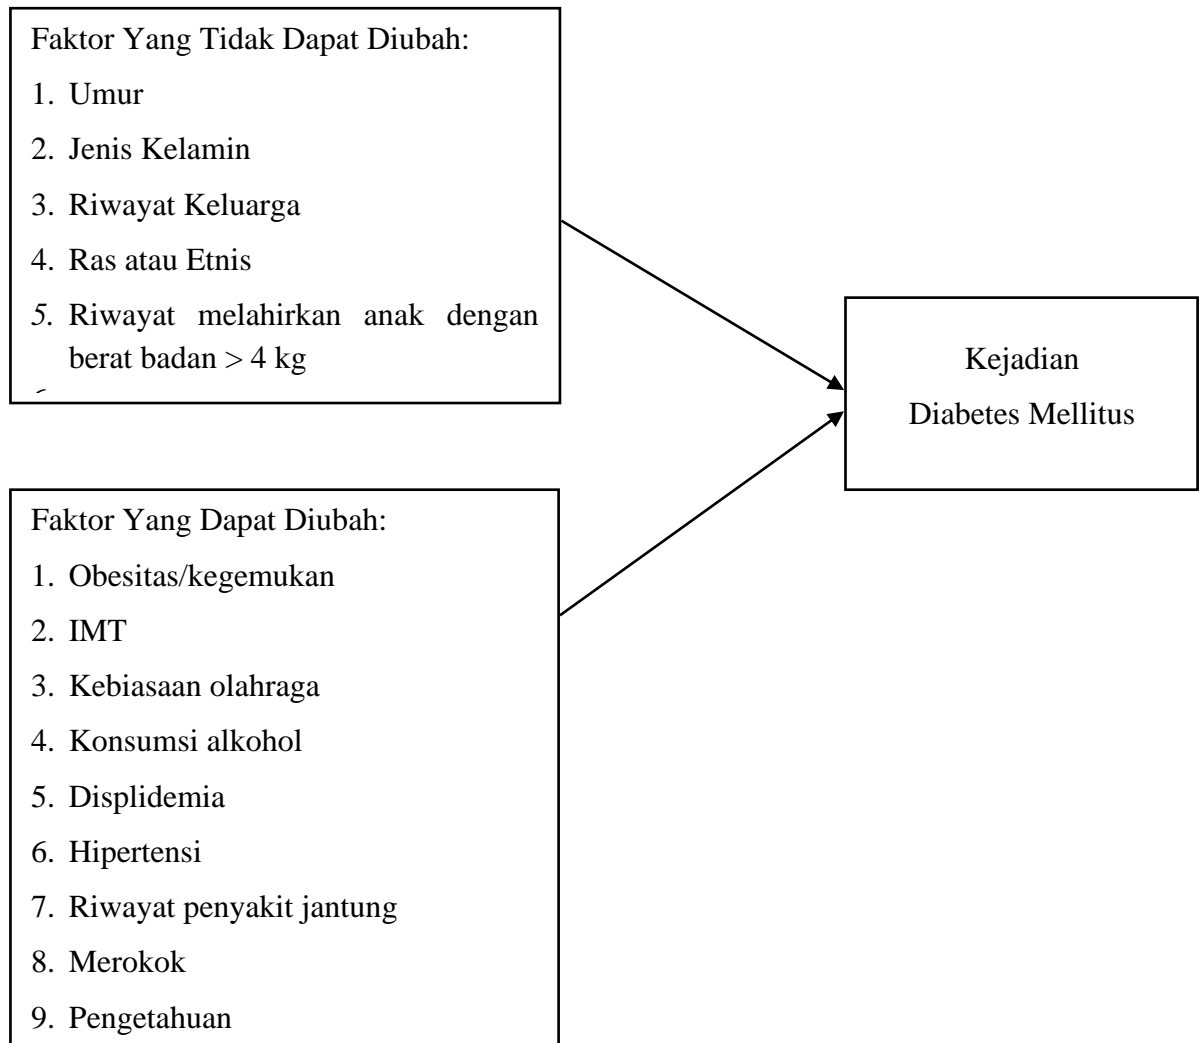 Faktor Yang Tidak Dapat Diubah:
1. Umur
2. Jenis Kelamin
3. Riwayat Keluarga
4. Ras atau Etnis
5. Riwayat melahirkan anak dengan
berat badan > 4 kg
Kejadian
Diabetes Mellitus
Faktor Yang Dapat Diubah:
1. Obesitas/kegemukan
2. IMT
3. Kebiasaan olahraga
4. Konsumsi alkohol
5. Displidemia
6. Hipertensi
7. Riwayat penyakit jantung
8. Merokok
9. Pengetahuan